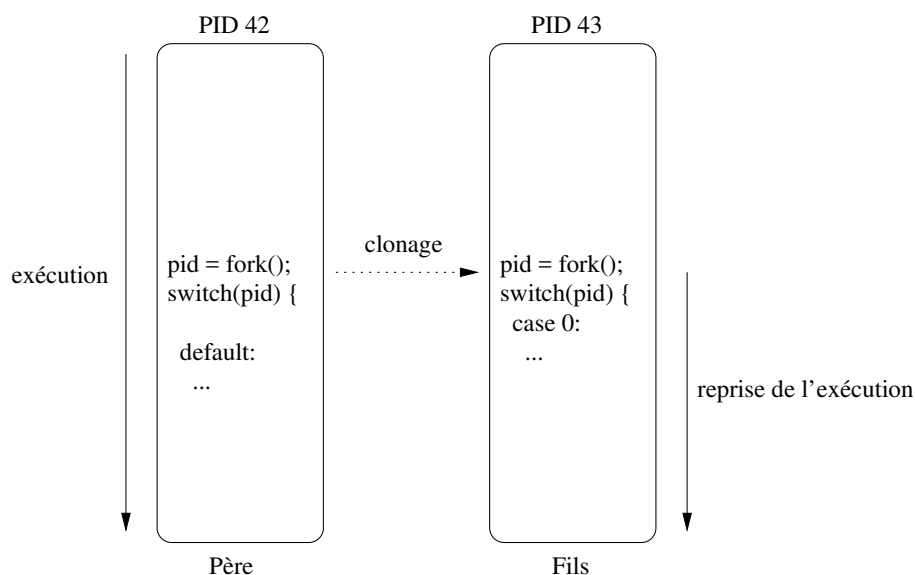 PID 42
PID 43
exécution
pid = fork();
switch(pid) {
default:
...
clonage
pid = fork();
switch(pid) {
case 0:
...
reprise de l'exécution
Père
Fils